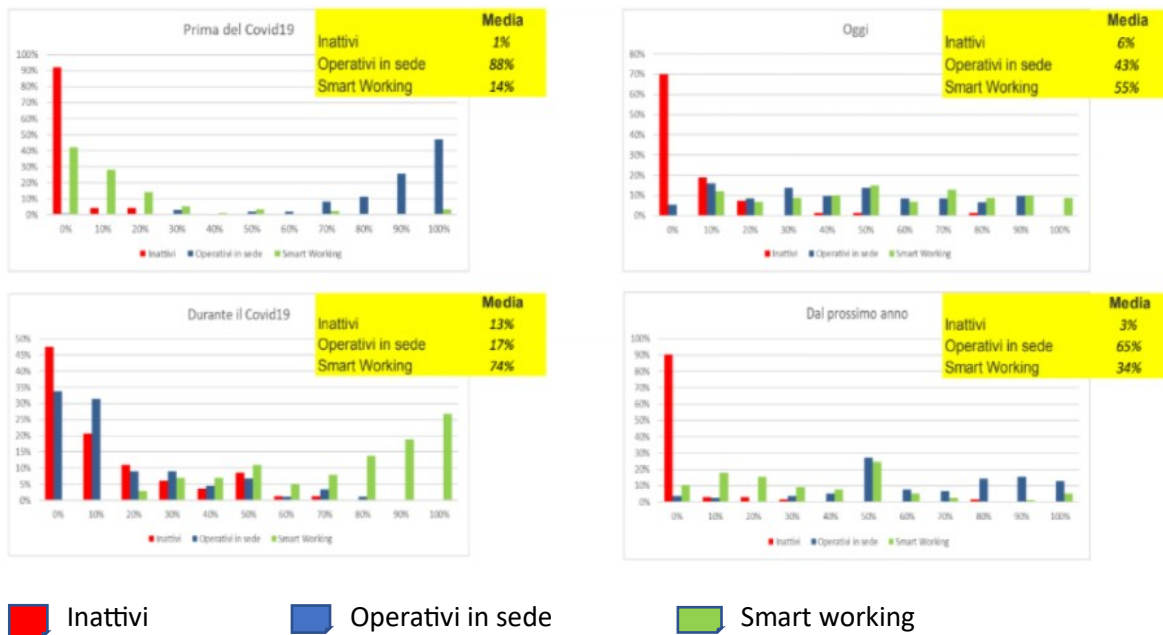 Prima del Covid19
Media
Inattivi 1%
Operativi in sede 88%
Smart Working 14%
100%
90%
80%
70%
60%
50%
40%
30%
20%
10%
0%
0% 10% 20% 30% 40% 50% 60% 70% 80% 90% 100%
Inattivi Operativi in sede Smart Working
Oggi
Media
Inattivi 6%
Operativi in sede 43%
Smart Working 55%
80%
70%
60%
50%
40%
30%
20%
10%
0%
0% 10% 20% 30% 40% 50% 60% 70% 80% 90% 100%
Inattivi Operativi in sede Smart Working
Durante il Covid19
Media
Inattivi 13%
Operativi in sede 17%
Smart Working 74%
50%
45%
40%
35%
30%
25%
20%
15%
10%
5%
0%
0% 10% 20% 30% 40% 50% 60% 70% 80% 90% 100%
Inattivi Operativi in sede Smart Working
Dal prossimo anno
Media
Inattivi 3%
Operativi in sede 65%
Smart Working 34%
100%
90%
80%
70%
60%
50%
40%
30%
20%
10%
0%
0% 10% 20% 30% 40% 50% 60% 70% 80% 90% 100%
Inattivi Operativi in sede Smart Working
Inattivi Operativi in sede Smart working